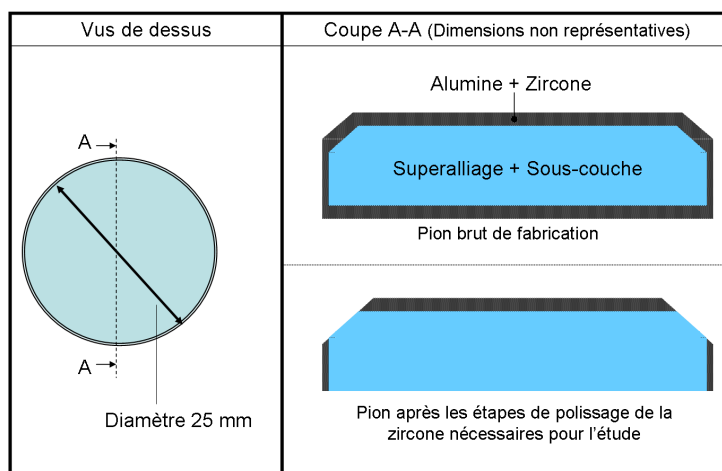 Vus de dessus
Coupe A-A (Dimensions non représentatives)
A
A
Diamètre 25 mm
Alumine + Zircone
Superalliage + Sous-couche
Pion brut de fabrication
Pion après les étapes de polissage de la
zircone nécessaires pour l'étude